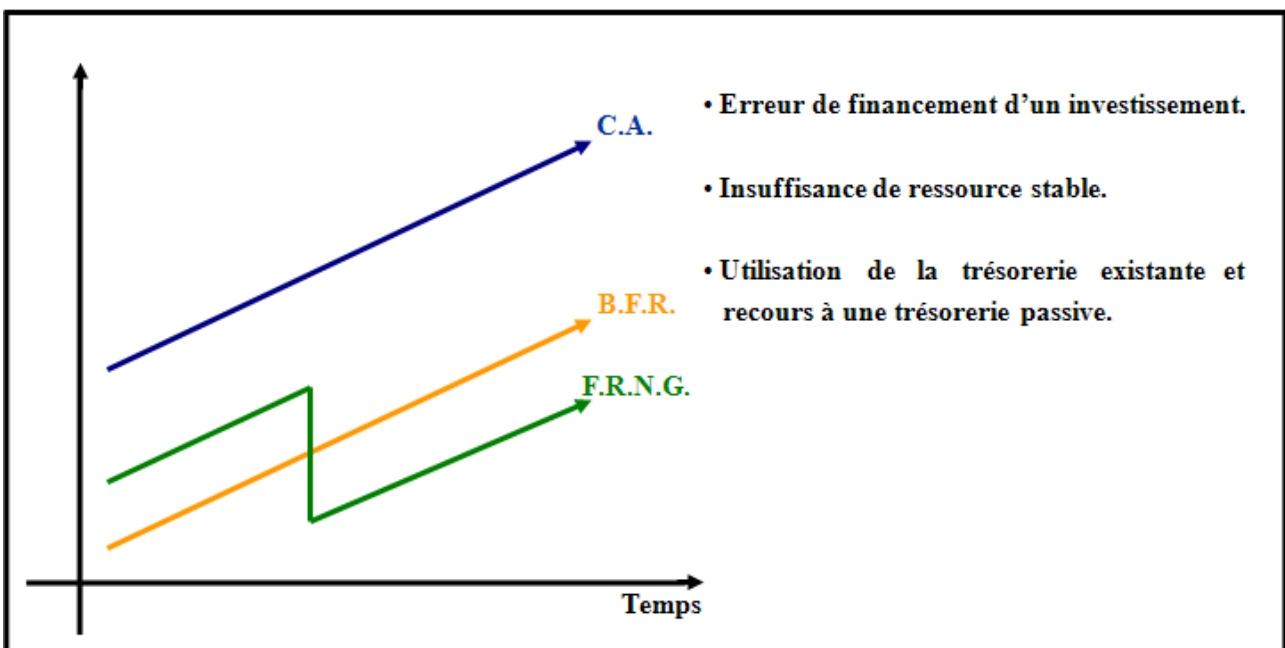 C.A.
B.F.R.
F.R.N.G.
Temps
• Erreur de financement d’un investissement.
• Insuffisance de ressource stable.
• Utilisation de la trésorerie existante et
recours à une trésorerie passive.